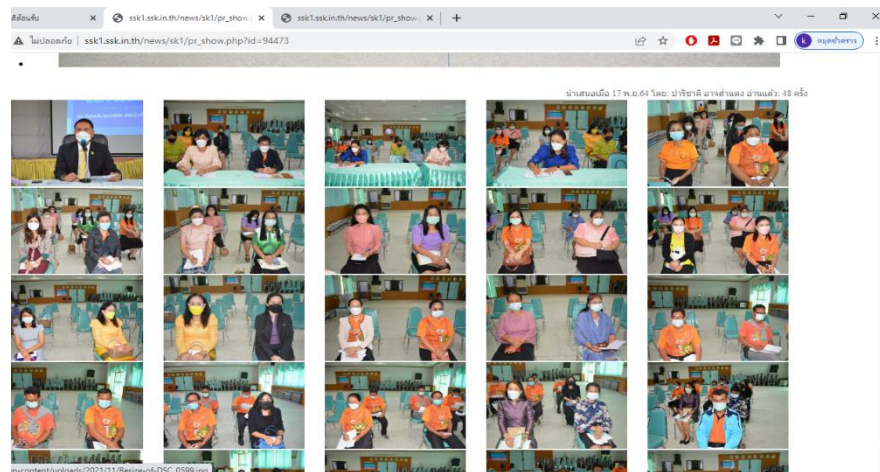 ssk1.ssk.in.th/news/sk1/pr_show.
ssk1.ssk.in.th/news/sk1/pr_show.
ไม่ปลอดภัย
ssk1.ssk.in.th/news/sk1/pr_show.php?id=94473
k
นำเสนอเมื่อ 17 พ.ย.64 โดย: ปาริชาติ อาจสำแดง อ่านแล้ว: 48 ครั้ง
content/uploads/2021/11/Resize-of-DSC_0599.jpg